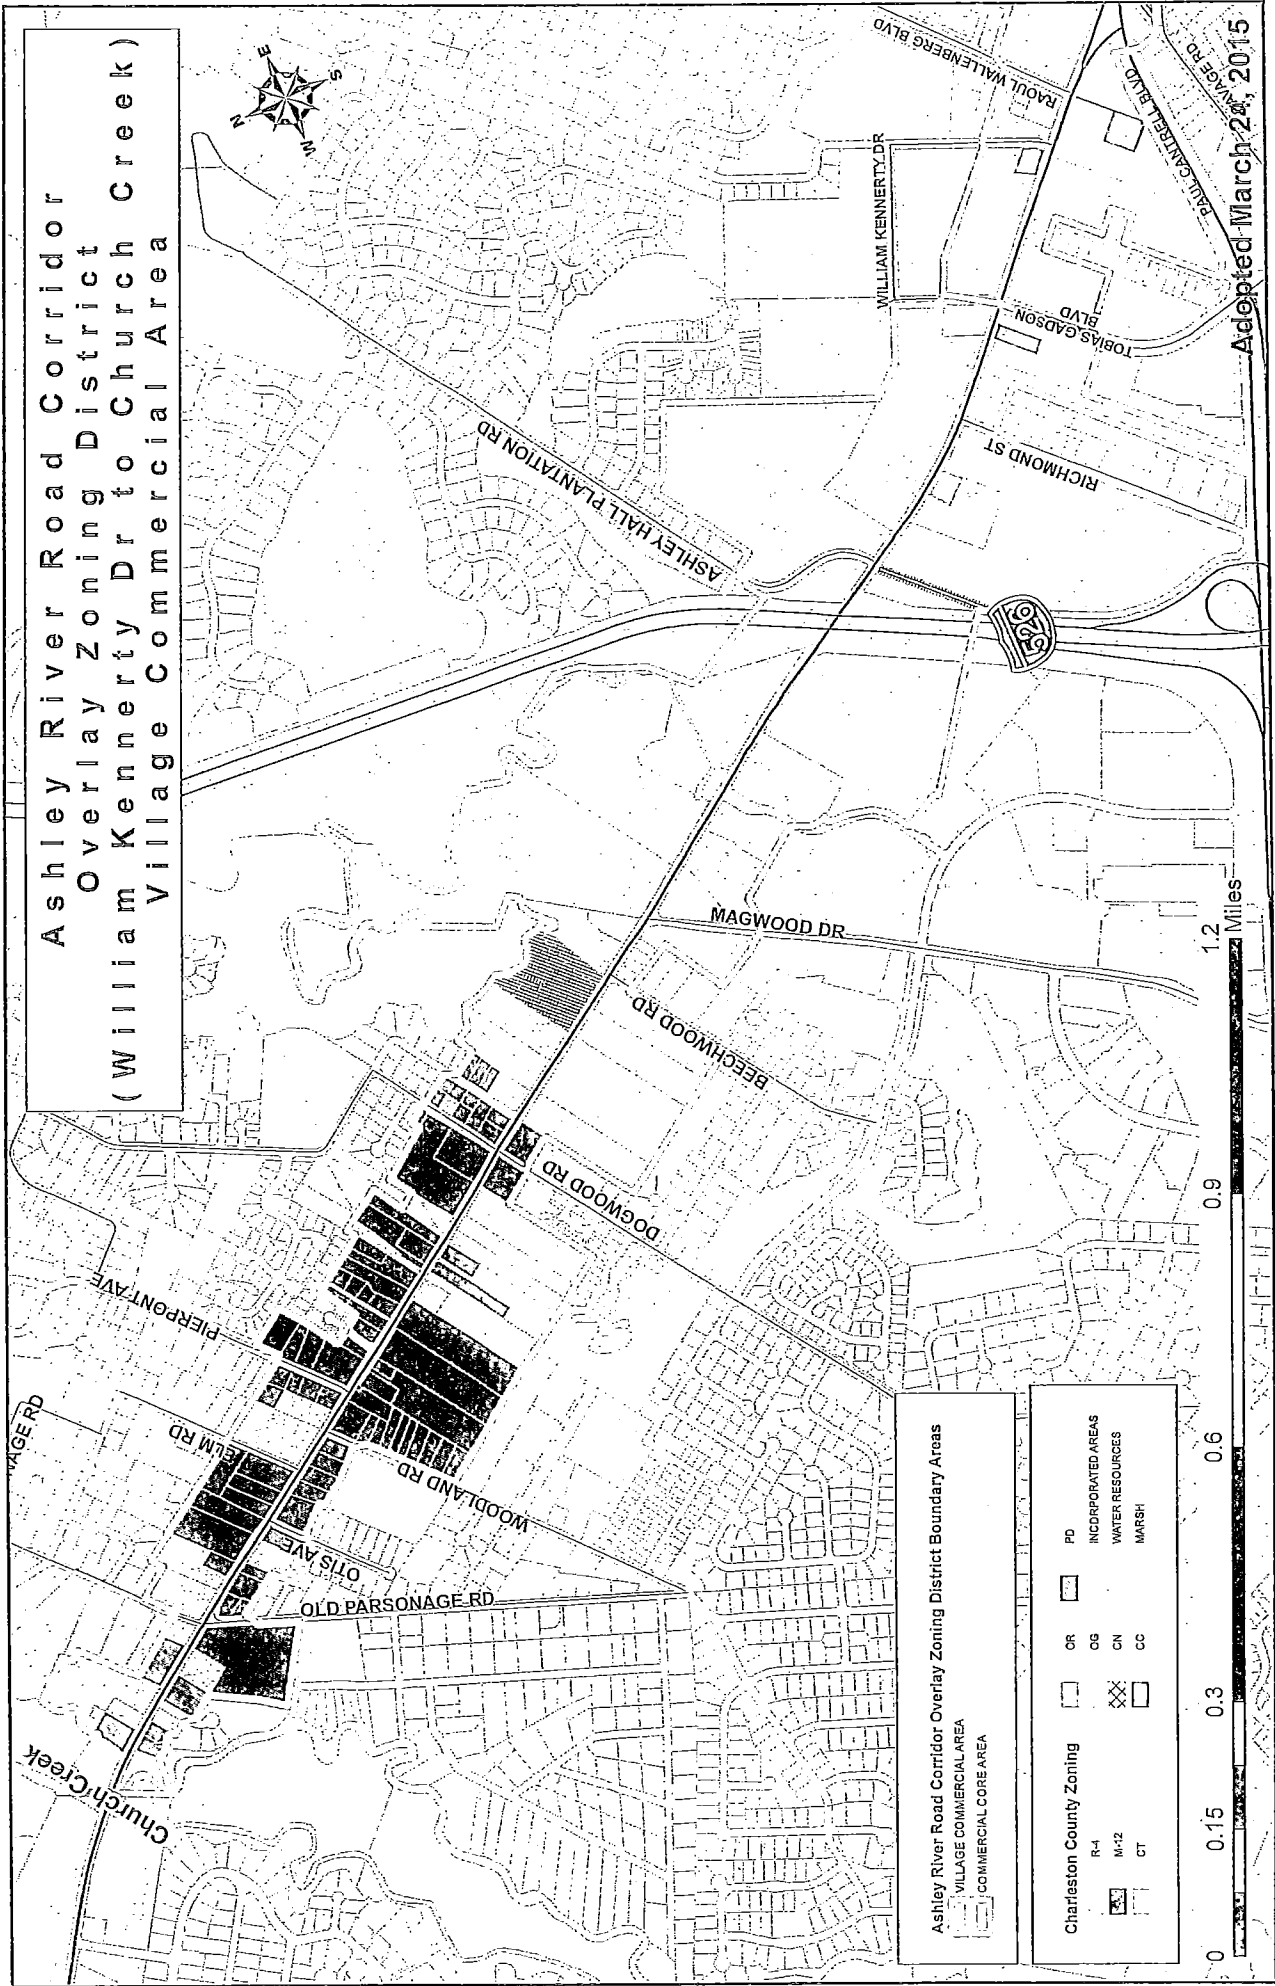 Ashley River Road Corridor
Overlay Zoning District
(William Kennerty Dr to Church Creek)
Village Commercial Area
N
E
S
W
RAOUL WALLENBERG BLVD
PAUL CANTRELL BLVD
SAVAGE RD
WILLIAM KENNERTY DR
TOBIAS GADSON
BLVD
RICHMOND ST
ASHLEY HALL PLANTATION RD
526
MAGWOOD DR
BEECHWOOD RD
DOGWOOD RD
PIERPONT AVE
ELM RD
WOODLAND RD
OTIS AVE
OLD PARSONAGE RD
Church Creek
Ashley River Road Corridor Overlay Zoning District Boundary Areas
VILLAGE COMMERCIAL AREA
COMMERCIAL CORE AREA
Charleston County Zoning
R-4
M-12
CT
OR
OG
CN
CC
PD
INCORPORATED AREAS
WATER RESOURCES
MARSH
0 0.15 0.3 0.6 0.9 1.2
Miles
Adopted March 24, 2015